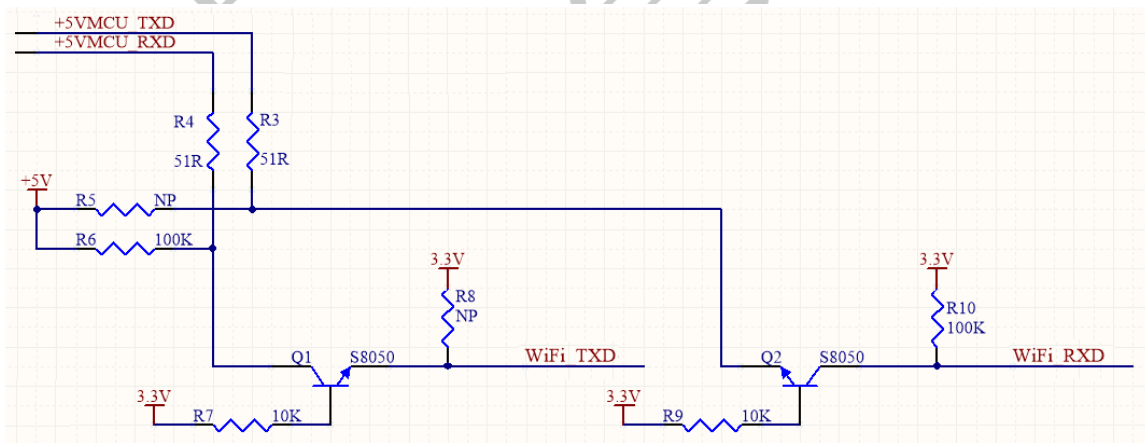 +5VMCU_TXD
+5VMCU_RXD
R4 R3
51R 51R
+5V
R5 NP
R6 100K
3.3V 3.3V
R8 R10
NP 100K
Q1 S8050 WiFi_TXD Q2 S8050 WiFi_RXD
3.3V 3.3V
R7 10K R9 10K